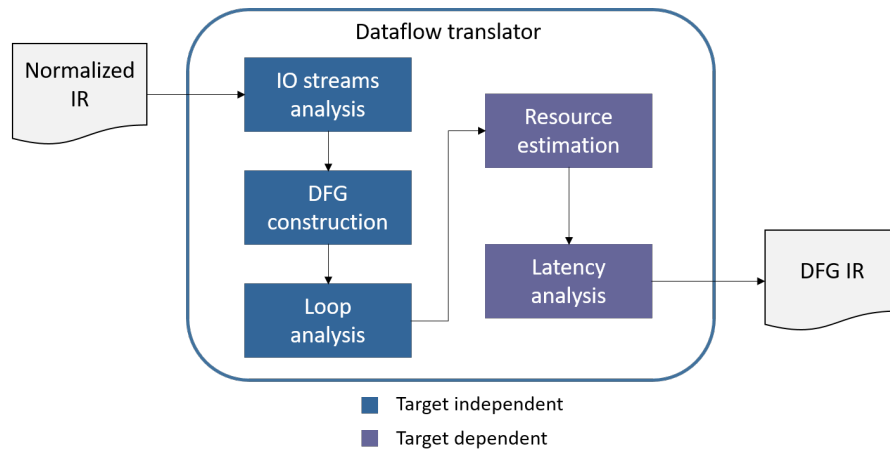 Dataflow translator
Normalized
IR
IO streams
analysis
DFG
construction
Loop
analysis
Resource
estimation
Latency
analysis
DFG IR
Target independent
Target dependent